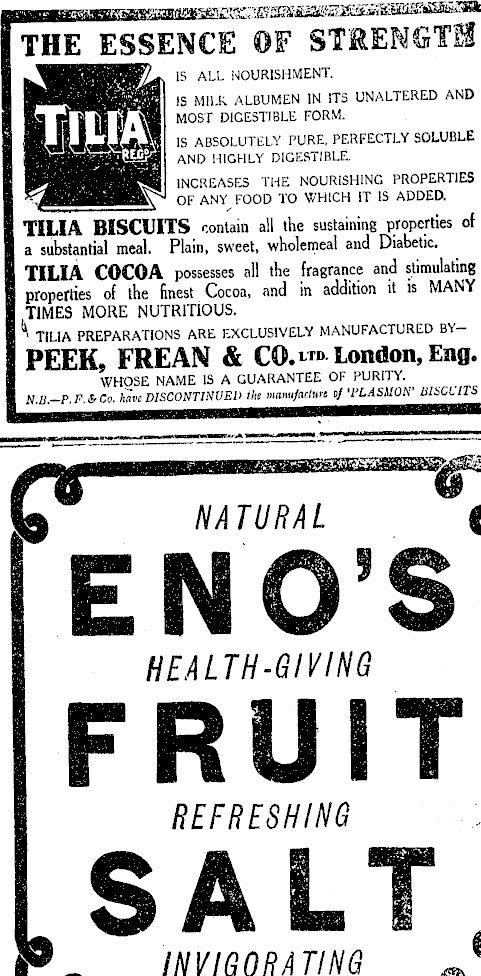 THE ESSENCE OF STRENGTH
TILIA
REGD
IS ALL NOURISHMENT.
IS MILK ALBUMEN IN ITS UNALTERED AND
MOST DIGESTIBLE FORM.
IS ABSOLUTELY PURE, PERFECTLY SOLUBLE
AND HIGHLY DIGESTIBLE.
INCREASES THE NOURISHING PROPERTIES
OF ANY FOOD TO WHICH IT IS ADDED.
TILIA BISCUITS contain all the sustaining properties of
a substantial meal. Plain, sweet, wholemeal and Diabetic.
TILIA COCOA possesses all the fragrance and stimulating
properties of the finest Cocoa, and in addition it is MANY
TIMES MORE NUTRITIOUS.
TILIA PREPARATIONS ARE EXCLUSIVELY MANUFACTURED BY—
PEEK, FREAN & CO. LTD. London, Eng.
WHOSE NAME IS A GUARANTEE OF PURITY.
N.B.—P. F. & Co. have DISCONTINUED the manufacture of 'PLASMON' BISCUITS
NATURAL
ENO'S
HEALTH-GIVING
FRUIT
REFRESHING
SALT
INVIGORATING